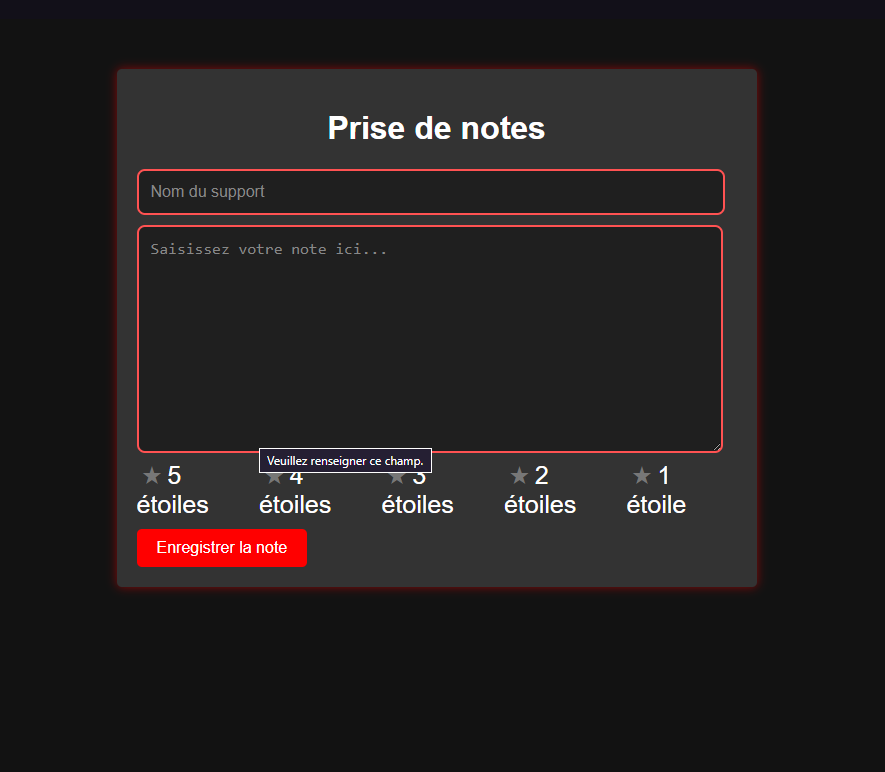 Prise de notes
Nom du support
Saisissez votre note ici...
Veuillez renseigner ce champ.
★ 5 ★ 4 ★ 3 ★ 2 ★ 1
étoiles étoiles étoiles étoiles étoile
Enregistrer la note